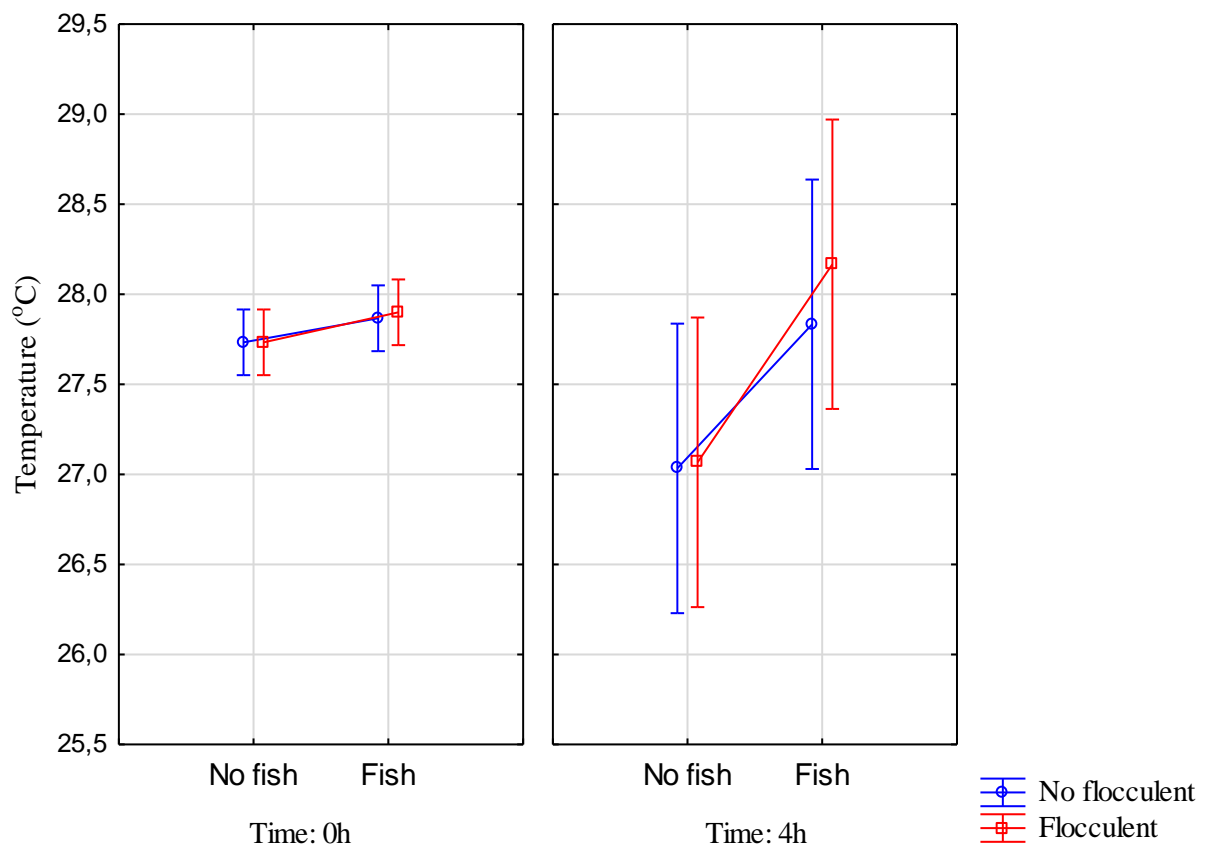 Temperature (°C)
29,5
29,0
28,5
28,0
27,5
27,0
26,5
26,0
25,5
No fish Fish
Time: 0h
No fish Fish
Time: 4h
No flocculent
Flocculent